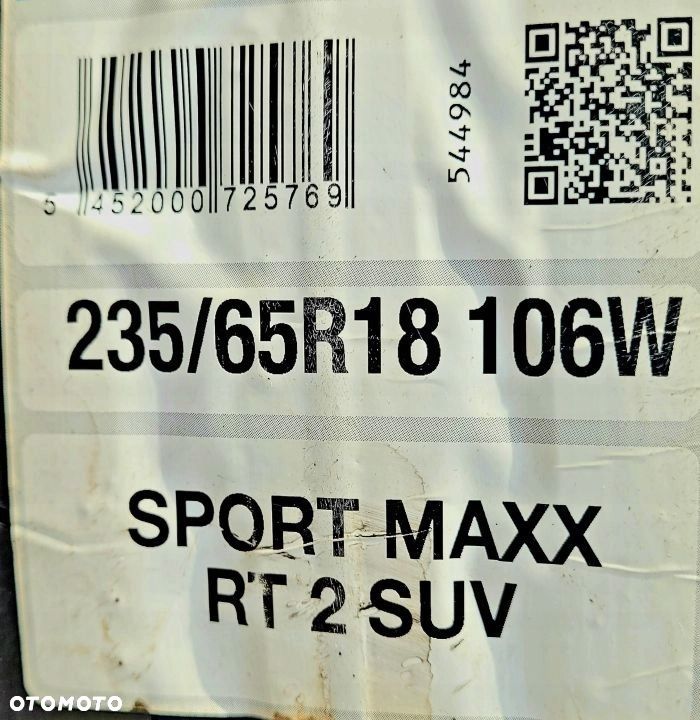 5 452000 725769
544984
235/65R18 106W
SPORT MAXX
RT 2 SUV
OTOMOTO